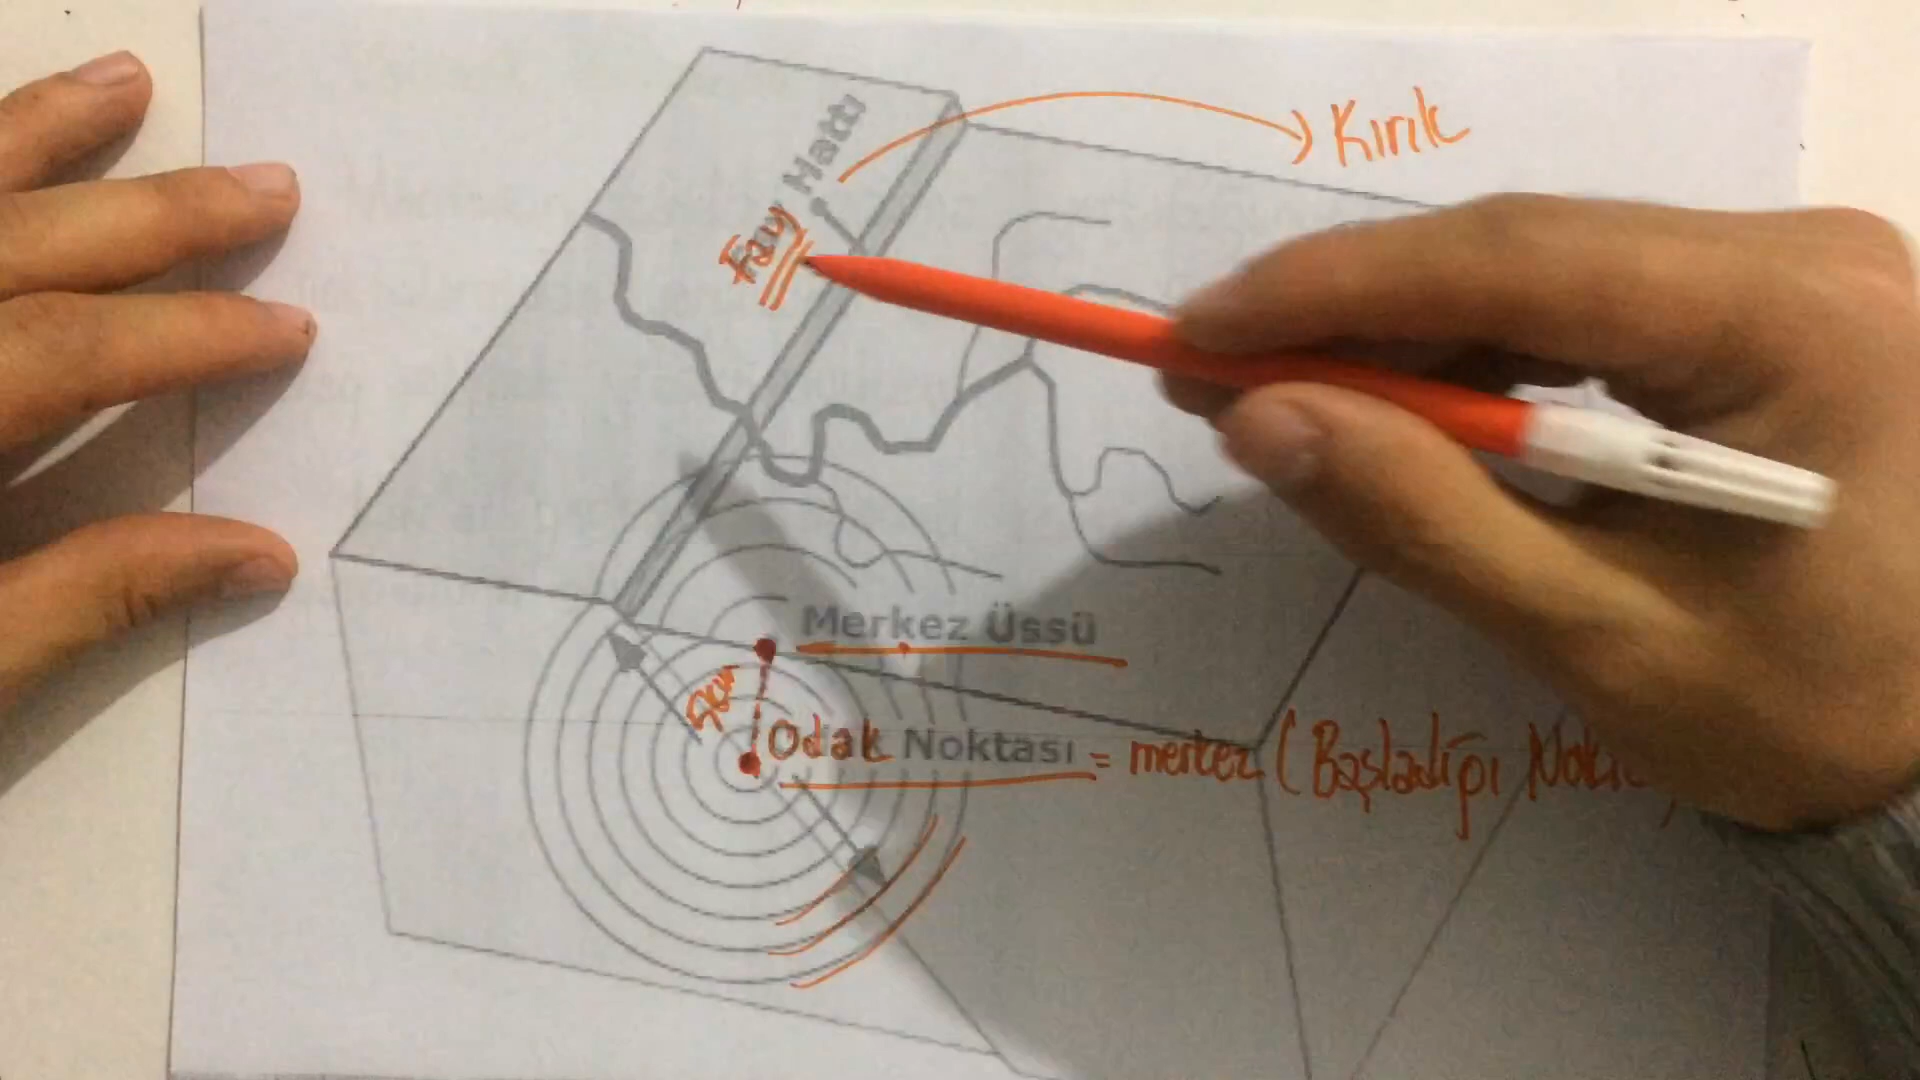 Fay Hattı
Kırık
Merkez Üssü
Odak Noktası = merkez (Başladığı